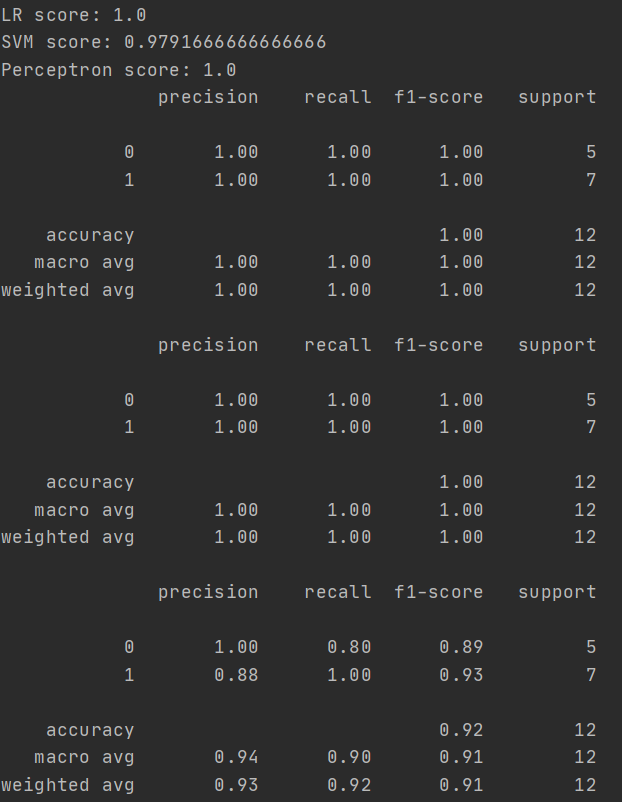 LR score: 1.0
SVM score: 0.9791666666666666
Perceptron score: 1.0
precision recall f1-score support
0 1.00 1.00 1.00 5
1 1.00 1.00 1.00 7
accuracy 1.00 12
macro avg 1.00 1.00 1.00 12
weighted avg 1.00 1.00 1.00 12
precision recall f1-score support
0 1.00 1.00 1.00 5
1 1.00 1.00 1.00 7
accuracy 1.00 12
macro avg 1.00 1.00 1.00 12
weighted avg 1.00 1.00 1.00 12
precision recall f1-score support
0 1.00 0.80 0.89 5
1 0.88 1.00 0.93 7
accuracy 0.92 12
macro avg 0.94 0.90 0.91 12
weighted avg 0.93 0.92 0.91 12